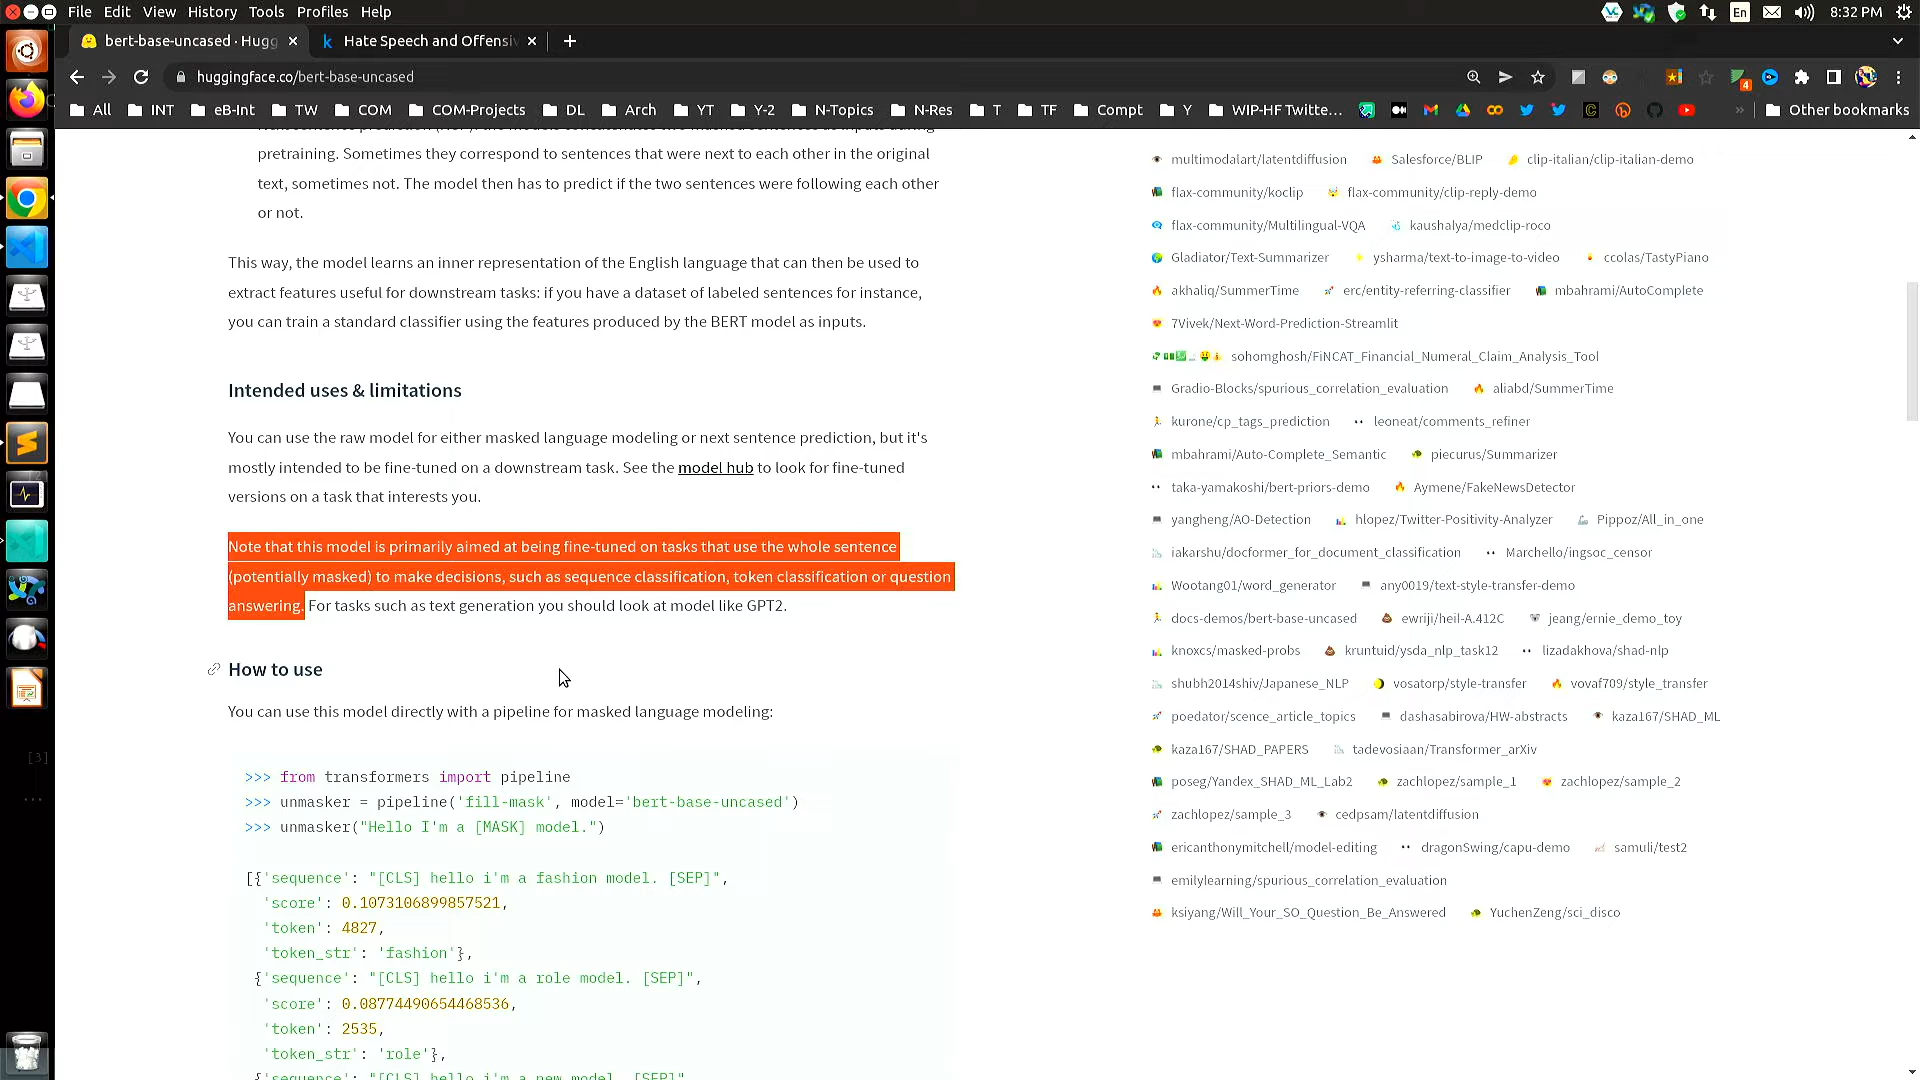 File Edit View History Tools Profiles Help
En 8:32 PM
bert-base-uncased · Hugg
Hate Speech and Offensiv
huggingface.co/bert-base-uncased
4
All INT eB-Int TW COM COM-Projects DL Arch YT Y-2 N-Topics N-Res T TF Compt Y WIP-HF Twitte... » Other bookmarks
pretraining. Sometimes they correspond to sentences that were next to each other in the original
text, sometimes not. The model then has to predict if the two sentences were following each other
or not.
This way, the model learns an inner representation of the English language that can then be used to
extract features useful for downstream tasks: if you have a dataset of labeled sentences for instance,
you can train a standard classifier using the features produced by the BERT model as inputs.
Intended uses & limitations
You can use the raw model for either masked language modeling or next sentence prediction, but it's
mostly intended to be fine-tuned on a downstream task. See the model hub to look for fine-tuned
versions on a task that interests you.
Note that this model is primarily aimed at being fine-tuned on tasks that use the whole sentence
(potentially masked) to make decisions, such as sequence classification, token classification or question
answering. For tasks such as text generation you should look at model like GPT2.
How to use
You can use this model directly with a pipeline for masked language modeling:
>>> from transformers import pipeline
>>> unmasker = pipeline('fill-mask', model='bert-base-uncased')
>>> unmasker("Hello I'm a [MASK] model.")
[{'sequence': "[CLS] hello i'm a fashion model. [SEP]",
'score': 0.1073106899857521,
'token': 4827,
'token_str': 'fashion'},
{'sequence': "[CLS] hello i'm a role model. [SEP]",
'score': 0.08774490654468536,
'token': 2535,
'token_str': 'role'},
{'sequence': "[CLS] hello i'm a new model. [SEP]",
multimodalart/latentdiffusion Salesforce/BLIP clip-italian/clip-italian-demo
flax-community/koclip flax-community/clip-reply-demo
flax-community/Multilingual-VQA kaushalya/medclip-roco
Gladiator/Text-Summarizer ysharma/text-to-image-to-video ccolas/TastyPiano
akhaliq/SummerTime erc/entity-referring-classifier mbahrami/AutoComplete
7Vivek/Next-Word-Prediction-Streamlit
sohomghosh/FiNCAT_Financial_Numeral_Claim_Analysis_Tool
Gradio-Blocks/spurious_correlation_evaluation aliabd/SummerTime
kurone/cp_tags_prediction leoneat/comments_refiner
mbahrami/Auto-Complete_Semantic piecurus/Summarizer
taka-yamakoshi/bert-priors-demo Aymene/FakeNewsDetector
yangheng/AO-Detection hlopez/Twitter-Positivity-Analyzer Pippoz/All_in_one
iakarshu/docformer_for_document_classification Marchello/ingsoc_censor
Wootang01/word_generator any0019/text-style-transfer-demo
docs-demos/bert-base-uncased ewriji/heil-A.412C jeang/ernie_demo_toy
knoxcs/masked-probs kruntuid/ysda_nlp_task12 lizadakhova/shad-nlp
shubh2014shiv/Japanese_NLP vosatorp/style-transfer vovaf709/style_transfer
poedator/scence_article_topics dashasabirova/HW-abstracts kaza167/SHAD_ML
kaza167/SHAD_PAPERS tadevosiaan/Transformer_arXiv
poseg/Yandex_SHAD_ML_Lab2 zachlopez/sample_1 zachlopez/sample_2
zachlopez/sample_3 cedpsam/latentdiffusion
ericanthonymitchell/model-editing dragonSwing/capu-demo samuli/test2
emilylearning/spurious_correlation_evaluation
ksiyang/Will_Your_SO_Question_Be_Answered YuchenZeng/sci_disco